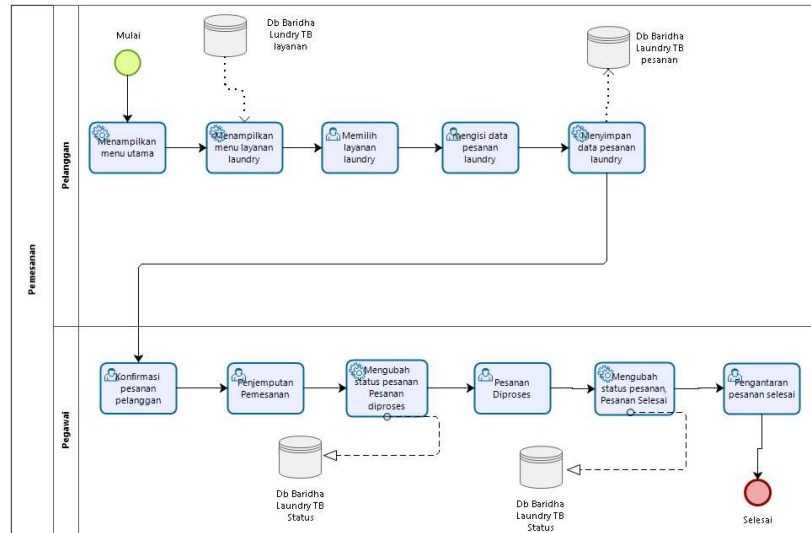 Pemesanan
Pelanggan
Mulai
Db Baridha
Lundry TB
layanan
Db Baridha
Laundry TB
pesanan
Menampilkan
menu utama
Menampilkan
menu layanan
laundry
Memilih
layanan
laundry
mengisi data
pesanan
laundry
Menyimpan
data pesanan
laundry
Pegawai
Konfirmasi
pesanan
pelanggan
Penjemputan
Pemesanan
Mengubah
status pesanan
Pesanan
diproses
Pesanan
Diproses
Mengubah
status pesanan,
Pesanan Selesai
Pengantaran
pesanan selesai
Db Baridha
Laundry TB
Status
Db Baridha
Laundry TB
Status
Selesai